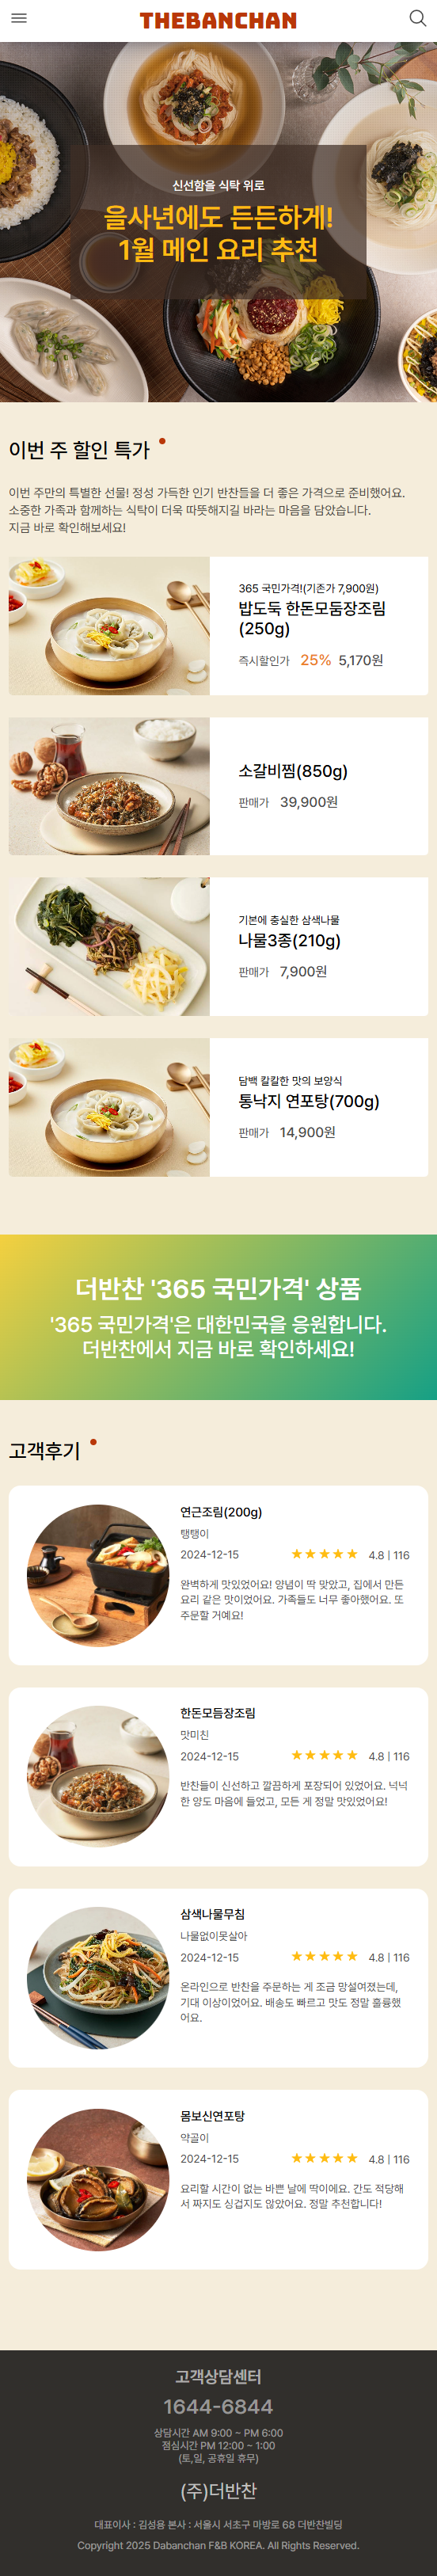 THEBANCHAN
신선함을 식탁 위로
을사년에도 든든하게!
1월 메인 요리 추천
이번 주 할인 특가
이번 주만의 특별한 선물! 정성 가득한 인기 반찬들을 더 좋은 가격으로 준비했어요.
소중한 가족과 함께하는 식탁이 더욱 따뜻해지길 바라는 마음을 담았습니다.
지금 바로 확인해보세요!
365 국민가격!(기존가 7,900원)
밥도둑 한돈모둠장조림
(250g)
즉시할인가 25% 5,170원
소갈비찜(850g)
판매가 39,900원
기본에 충실한 삼색나물
나물3종(210g)
판매가 7,900원
담백 칼칼한 맛의 보양식
통낙지 연포탕(700g)
판매가 14,900원
더반찬 '365 국민가격' 상품
'365 국민가격'은 대한민국을 응원합니다.
더반찬에서 지금 바로 확인하세요!
고객후기
연근조림(200g)
탱탱이
2024-12-15 ★★★★★ 4.8 | 116
완벽하게 맛있었어요! 양념이 딱 맞았고, 집에서 만든
요리 같은 맛이었어요. 가족들도 너무 좋아했어요. 또
주문할 거예요!
한돈모듬장조림
맛미친
2024-12-15 ★★★★★ 4.8 | 116
반찬들이 신선하고 깔끔하게 포장되어 있었어요. 넉넉
한 양도 마음에 들었고, 모든 게 정말 맛있었어요!
삼색나물무침
나물없이못살아
2024-12-15 ★★★★★ 4.8 | 116
온라인으로 반찬을 주문하는 게 조금 망설여졌는데,
기대 이상이었어요. 배송도 빠르고 맛도 정말 훌륭했
어요.
몸보신연포탕
약골이
2024-12-15 ★★★★★ 4.8 | 116
요리할 시간이 없는 바쁜 날에 딱이에요. 간도 적당해
서 짜지도 싱겁지도 않았어요. 정말 추천합니다!
고객상담센터
1644-6844
상담시간 AM 9:00 ~ PM 6:00
점심시간 PM 12:00 ~ 1:00
(토,일, 공휴일 휴무)
(주)더반찬
대표이사 : 김성용 본사 : 서울시 서초구 마방로 68 더반찬빌딩
Copyright 2025 Dabanchan F&B KOREA. All Rights Reserved.